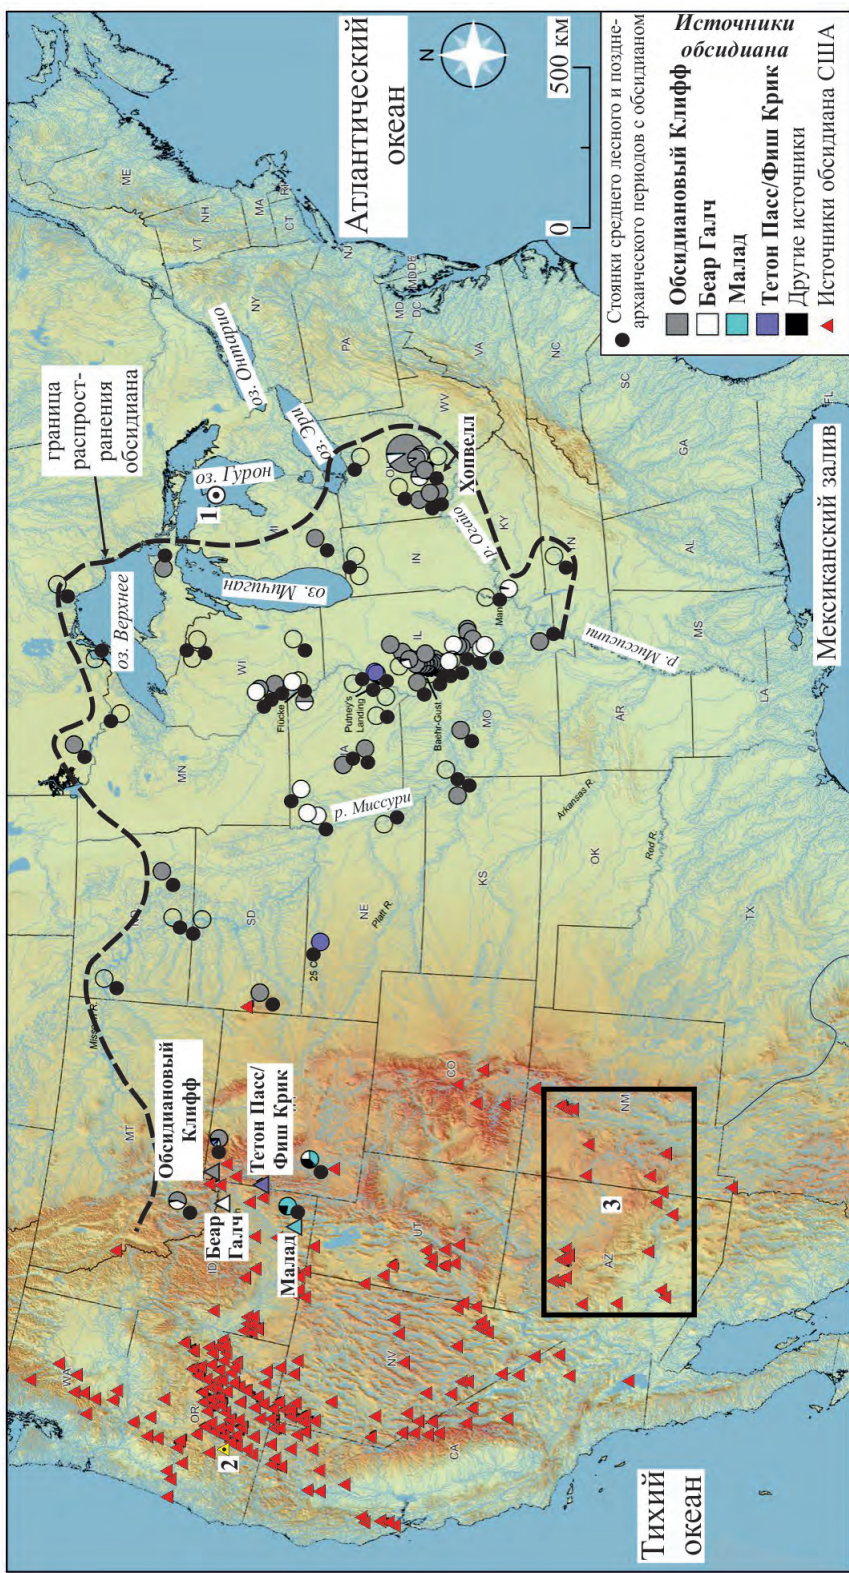 Атлантический
океан
N
500 км
0
Стоянки среднего лесного и поздне-
архаического периодов с обсидианом
Источники
обсидиана
Обсидиановый Клифф
Беар Галч
Малад
Тетон Пасс/Фиш Крик
Другие источники
Источники обсидиана США
граница
распрост-
ранения
обсидиана
оз. Верхнее
оз. Гурон
оз. Мичиган
оз. Эри
оз. Онтарио
1
Хопвелл
р. Огайо
р. Миссисипи
р. Миссури
Missouri R.
Platt R.
Arkansas R.
Red R.
Flucke
Putney's
Landing
Baehr-Gust
Man
25 C
Обсидиановый
Клифф
Беар
Галч
Тетон Пасс/
Фиш Крик
Малад
2
3
Тихий
океан
Мексиканский залив
WA
OR
CA
NV
ID
UT
AZ
MT
CO
NM
ND
SD
NE
KS
OK
TX
MN
IA
MO
AR
LA
WI
IL
MS
MI
IN
KY
TN
AL
OH
WV
GA
FL
SC
NC
VA
PA
NY
MD
DC
MD
DE
NJ
CT
RI
MA
VT
NH
ME